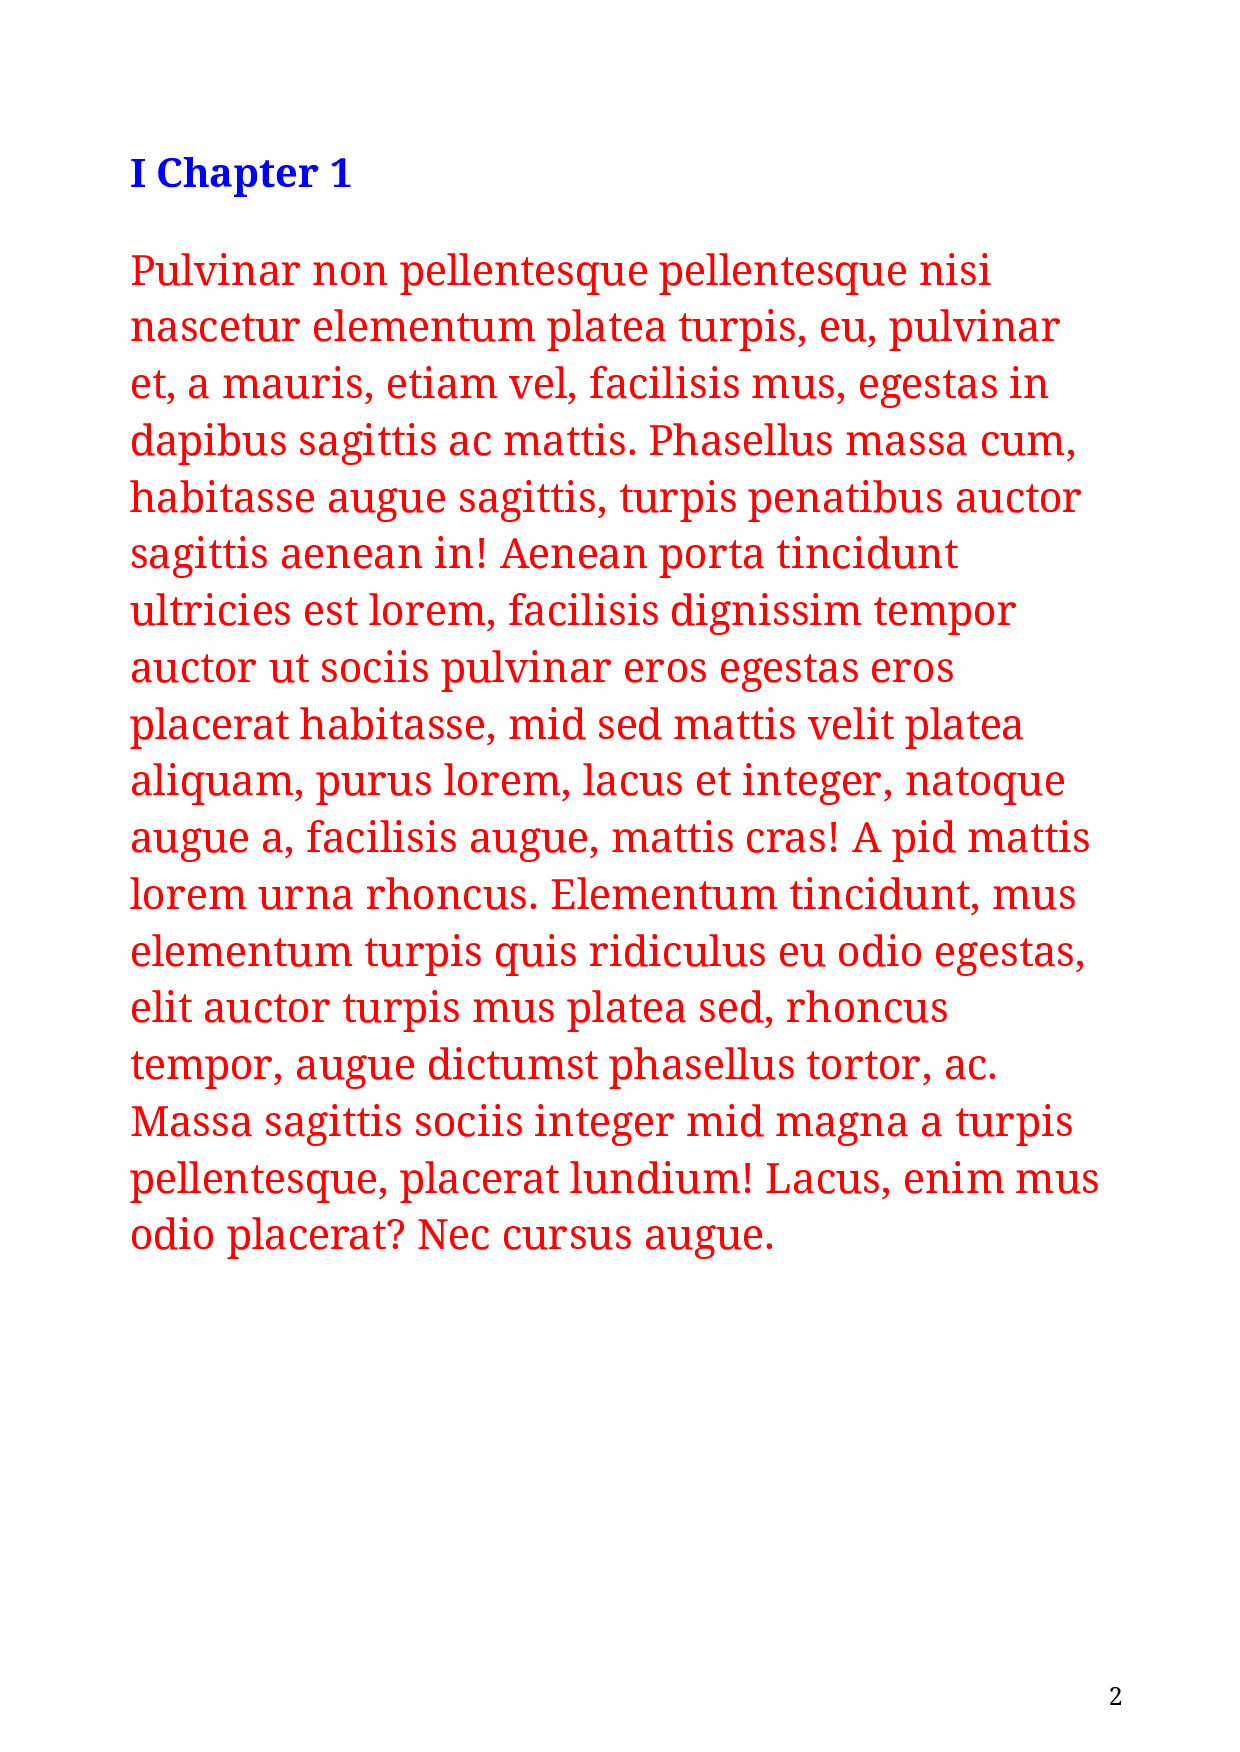 I Chapter 1
Pulvinar non pellentesque pellentesque nisi
nascetur elementum platea turpis, eu, pulvinar
et, a mauris, etiam vel, facilisis mus, egestas in
dapibus sagittis ac mattis. Phasellus massa cum,
habitasse augue sagittis, turpis penatibus auctor
sagittis aenean in! Aenean porta tincidunt
ultricies est lorem, facilisis dignissim tempor
auctor ut sociis pulvinar eros egestas eros
placerat habitasse, mid sed mattis velit platea
aliquam, purus lorem, lacus et integer, natoque
augue a, facilisis augue, mattis cras! A pid mattis
lorem urna rhoncus. Elementum tincidunt, mus
elementum turpis quis ridiculus eu odio egestas,
elit auctor turpis mus platea sed, rhoncus
tempor, augue dictumst phasellus tortor, ac.
Massa sagittis sociis integer mid magna a turpis
pellentesque, placerat lundium! Lacus, enim mus
odio placerat? Nec cursus augue.
2